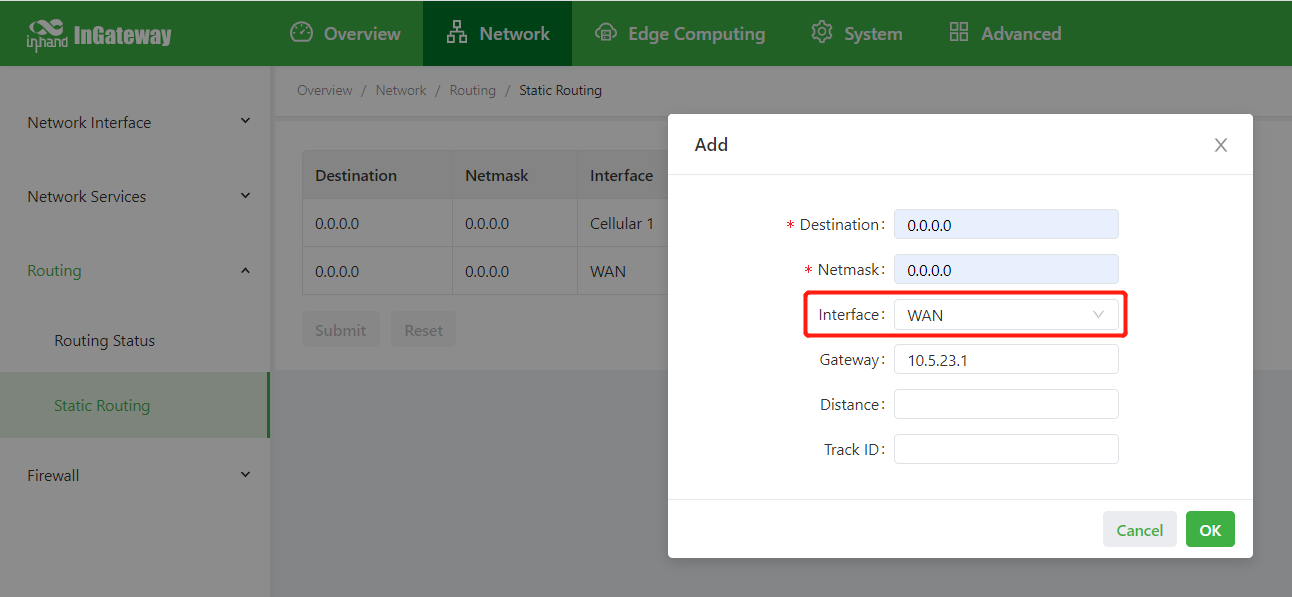 inhand InGateway Overview Network Edge Computing System Advanced
Overview / Network / Routing / Static Routing
Network Interface
Network Services
Routing
Routing Status
Static Routing
Firewall
Destination Netmask Interface
0.0.0.0 0.0.0.0 Cellular 1
0.0.0.0 0.0.0.0 WAN
Submit Reset
Add
* Destination: 0.0.0.0
* Netmask: 0.0.0.0
Interface: WAN
Gateway: 10.5.23.1
Distance:
Track ID:
Cancel OK